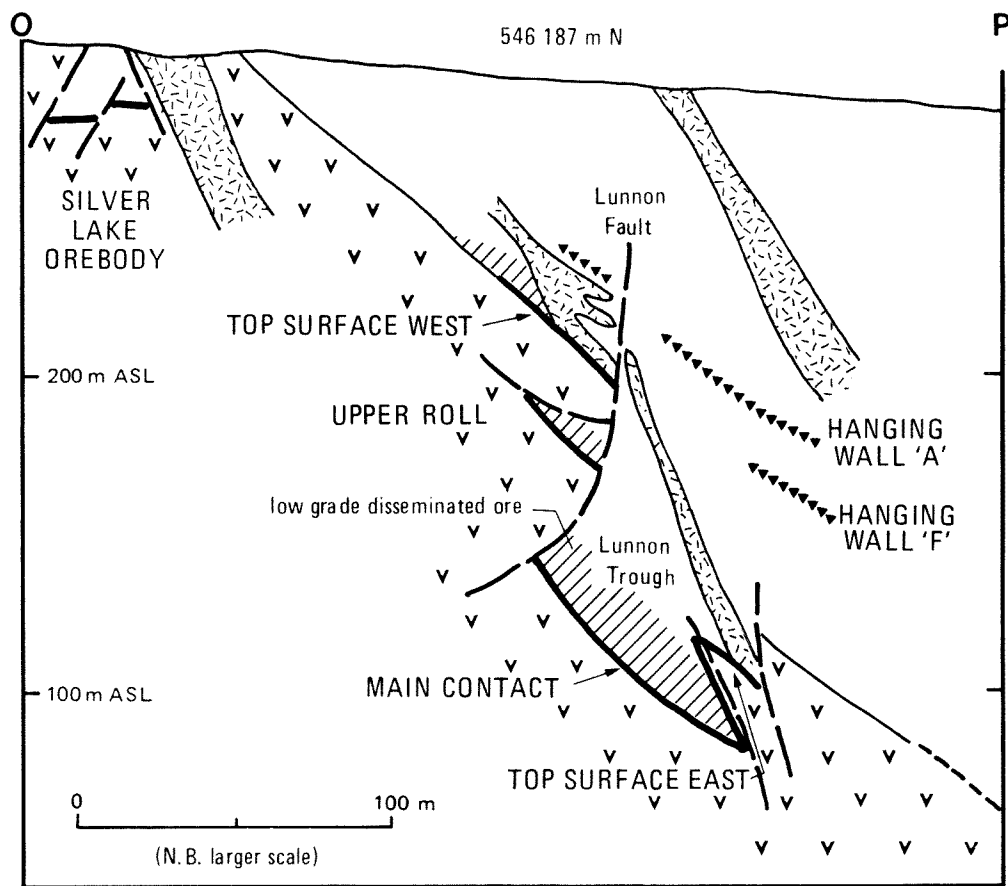 O
P
546 187 m N
SILVER
LAKE
OREBODY
Lunnon
Fault
TOP SURFACE WEST
200 m ASL
UPPER ROLL
HANGING
WALL 'A'
low grade disseminated ore
HANGING
WALL 'F'
Lunnon
Trough
MAIN CONTACT
100 m ASL
TOP SURFACE EAST
0
100 m
(N.B. larger scale)